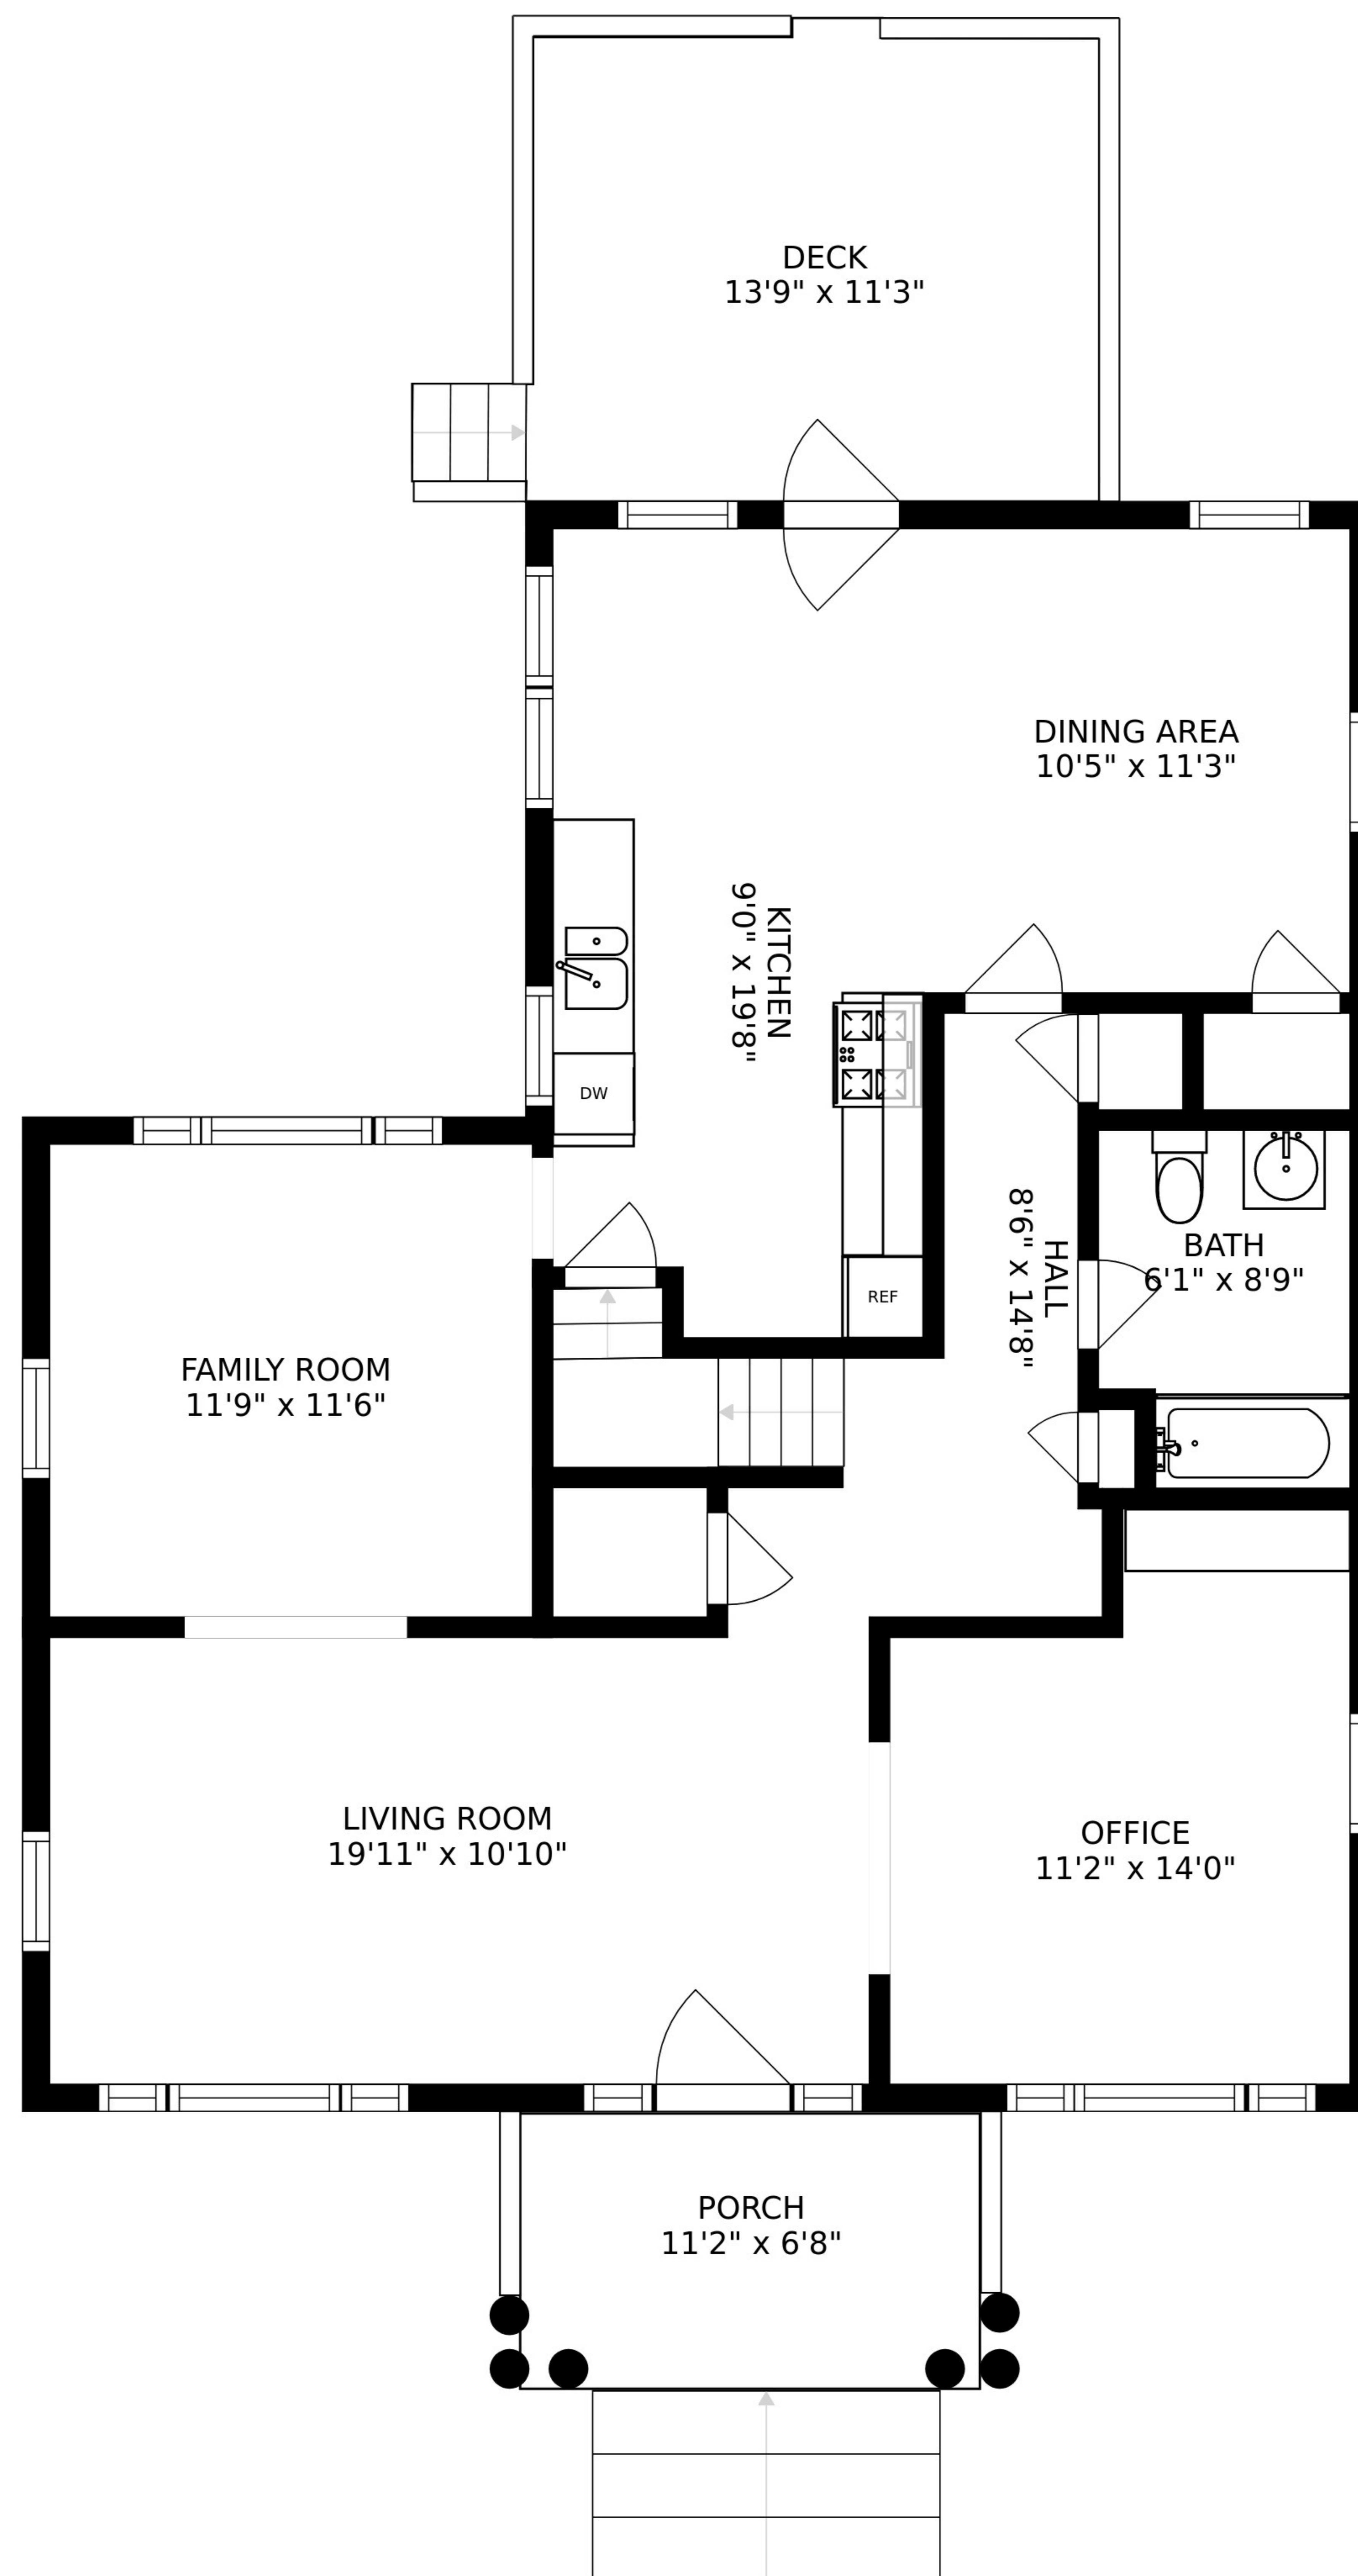 DECK
13'9" x 11'3"
DINING AREA
10'5" x 11'3"
KITCHEN
9'0" x 19'8"
DW
REF
HALL
8'6" x 14'8"
BATH
6'1" x 8'9"
FAMILY ROOM
11'9" x 11'6"
LIVING ROOM
19'11" x 10'10"
OFFICE
11'2" x 14'0"
PORCH
11'2" x 6'8"